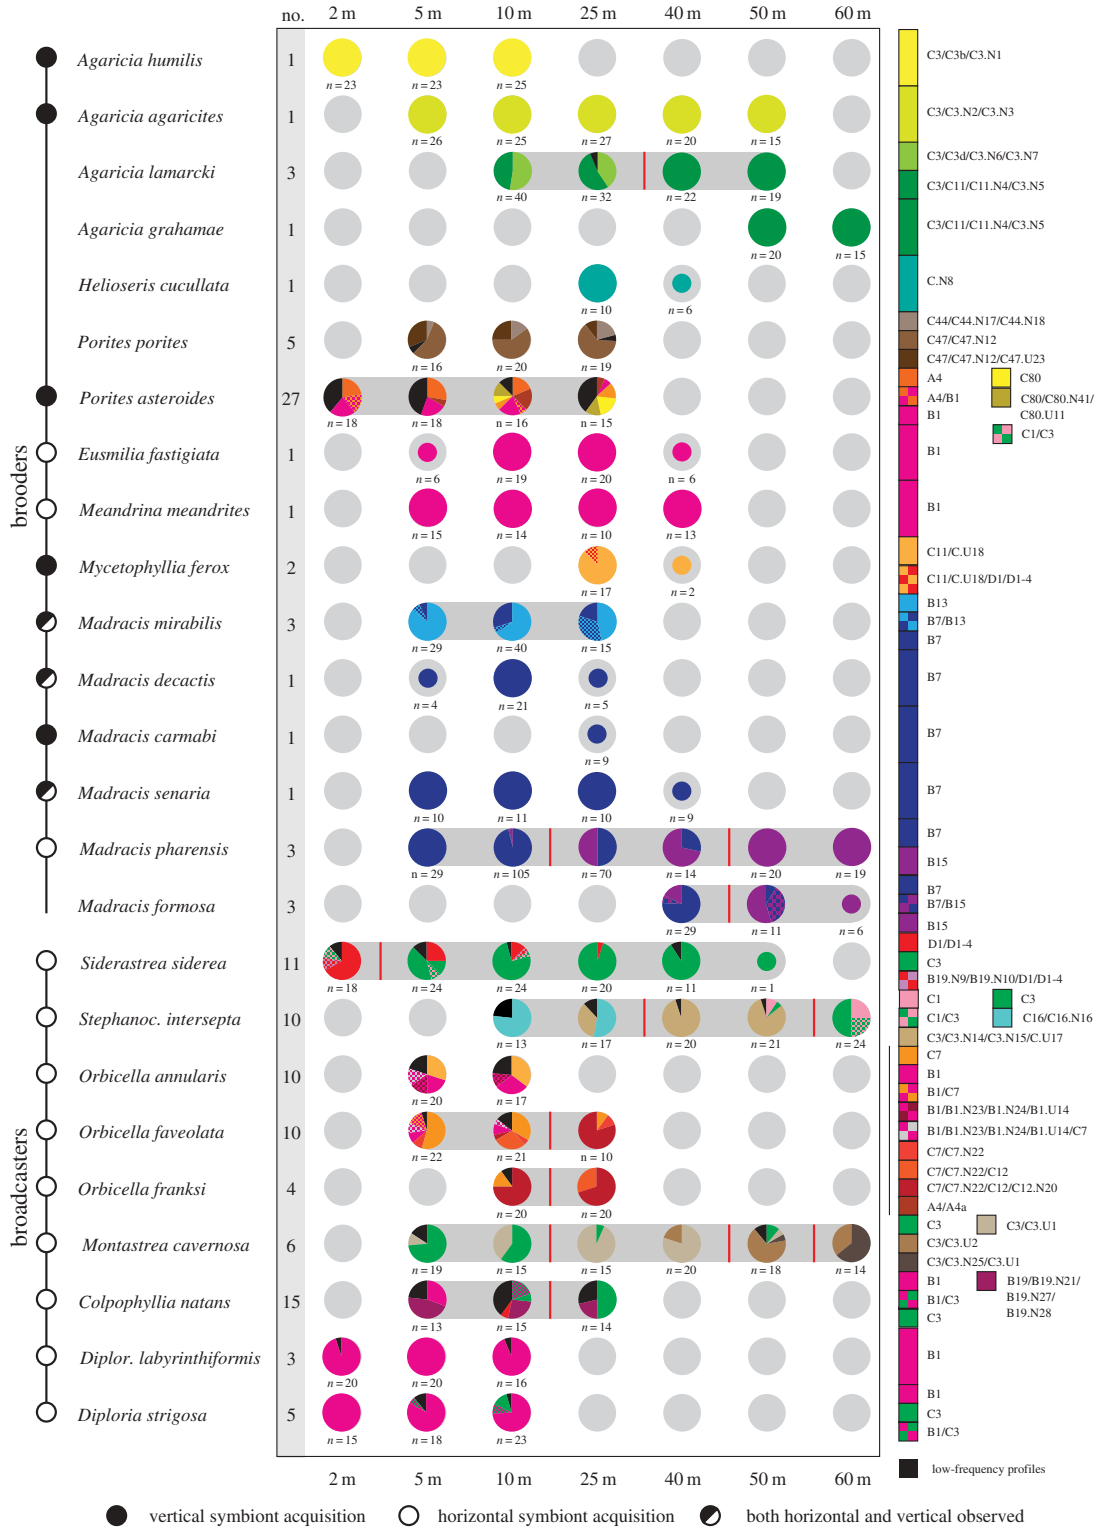 no. 2 m 5 m 10 m 25 m 40 m 50 m 60 m
Agaricia humilis 1
n = 23 n = 23 n = 25
C3/C3b/C3.N1
Agaricia agaricites 1
n = 26 n = 25 n = 27 n = 20 n = 15
C3/C3.N2/C3.N3
Agaricia lamarcki 3
n = 40 n = 32 n = 22 n = 19
C3/C3d/C3.N6/C3.N7
C3/C11/C11.N4/C3.N5
Agaricia grahamae 1
n = 20 n = 15
C3/C11/C11.N4/C3.N5
Helioseris cucullata 1
n = 10 n = 6
C.N8
Porites porites 5
n = 16 n = 20 n = 19
C44/C44.N17/C44.N18
C47/C47.N12
C47/C47.N12/C47.U23
Porites asteroides 27
n = 18 n = 18 n = 16 n = 15
A4 C80
A4/B1 C80/C80.N41/
C80.U11
B1
C1/C3
Eusmilia fastigiata 1
n = 6 n = 19 n = 20 n = 6
B1
Meandrina meandrites 1
n = 15 n = 14 n = 10 n = 13
B1
Mycetophyllia ferox 2
n = 17 n = 2
C11/C.U18
C11/C.U18/D1/D1-4
Madracis mirabilis 3
n = 29 n = 40 n = 15
B13
B7/B13
B7
Madracis decactis 1
n = 4 n = 21 n = 5
B7
Madracis carmabi 1
n = 9
B7
Madracis senaria 1
n = 10 n = 11 n = 10 n = 9
B7
Madracis pharensis 3
n = 29 n = 105 n = 70 n = 14 n = 20 n = 19
B7
B15
Madracis formosa 3
n = 29 n = 11 n = 6
B7
B7/B15
B15
brooders
Siderastrea siderea 11
n = 18 n = 24 n = 24 n = 20 n = 11 n = 1
D1/D1-4
C3
B19.N9/B19.N10/D1/D1-4
Stephanoc. intersepta 10
n = 13 n = 17 n = 20 n = 21 n = 24
C1 C3
C1/C3 C16/C16.N16
C3/C3.N14/C3.N15/C.U17
Orbicella annularis 10
n = 20 n = 17
C7
B1
B1/C7
Orbicella faveolata 10
n = 22 n = 21 n = 10
B1/B1.N23/B1.N24/B1.U14
B1/B1.N23/B1.N24/B1.U14/C7
C7/C7.N22
Orbicella franksi 4
n = 20 n = 20
C7/C7.N22/C12
C7/C7.N22/C12/C12.N20
A4/A4a
Montastrea cavernosa 6
n = 19 n = 15 n = 15 n = 20 n = 18 n = 14
C3 C3/C3.U1
C3/C3.U2
C3/C3.N25/C3.U1
Colpophyllia natans 15
n = 13 n = 15 n = 14
B1 B19/B19.N21/
B19.N27/
B19.N28
B1/C3
C3
Diplor. labyrinthiformis 3
n = 20 n = 20 n = 16
B1
Diploria strigosa 5
n = 15 n = 18 n = 23
B1
C3
B1/C3
broadcasters
low-frequency profiles
2 m 5 m 10 m 25 m 40 m 50 m 60 m
vertical symbiont acquisition horizontal symbiont acquisition both horizontal and vertical observed